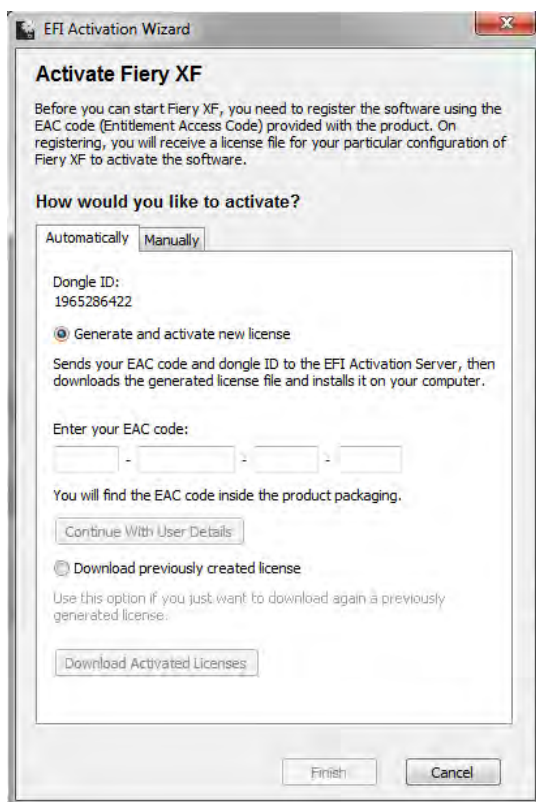 EFI Activation Wizard
Activate Fiery XF
Before you can start Fiery XF, you need to register the software using the
EAC code (Entitlement Access Code) provided with the product. On
registering, you will receive a license file for your particular configuration of
Fiery XF to activate the software.
How would you like to activate?
Automatically Manually
Dongle ID:
1965286422
Generate and activate new license
Sends your EAC code and dongle ID to the EFI Activation Server, then
downloads the generated license file and installs it on your computer.
Enter your EAC code:
- - -
You will find the EAC code inside the product packaging.
Continue With User Details
Download previously created license
Use this option if you just want to download again a previously
generated license.
Download Activated Licenses
Finish Cancel